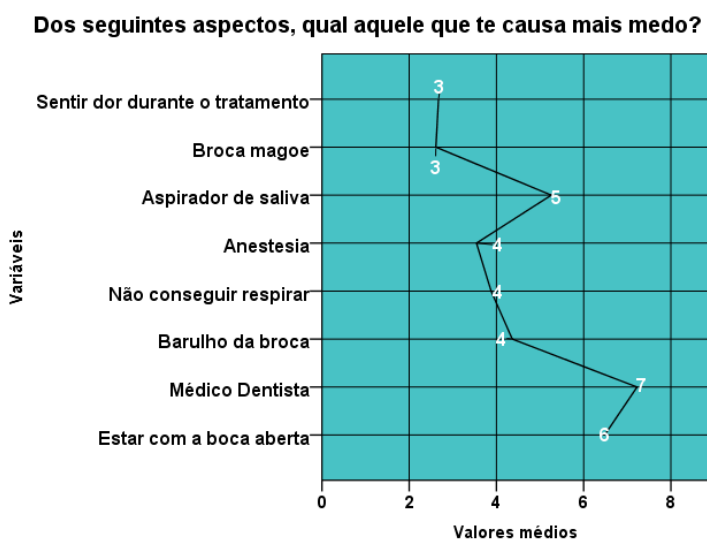 Dos seguintes aspectos, qual aquele que te causa mais medo?
Sentir dor durante o tratamento
3
Broca magoe
3
Aspirador de saliva
5
Anestesia
4
Não conseguir respirar
4
Barulho da broca
4
Médico Dentista
7
Estar com a boca aberta
6
Variáveis
0 2 4 6 8
Valores médios